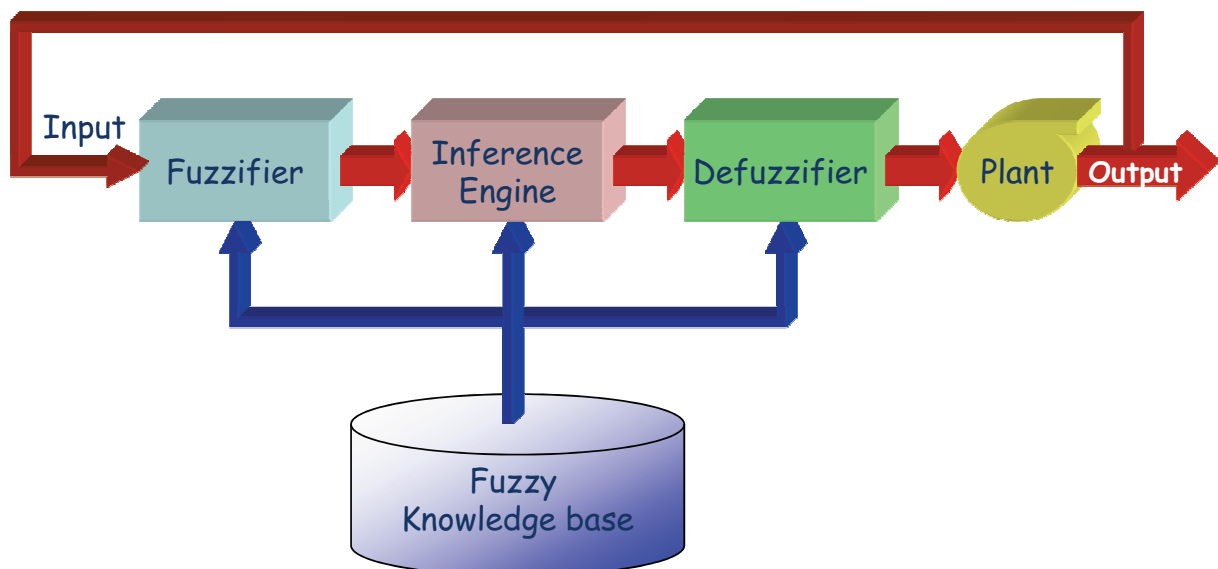 Input
Fuzzifier
Inference
Engine
Defuzzifier
Plant
Output
Fuzzy
Knowledge base